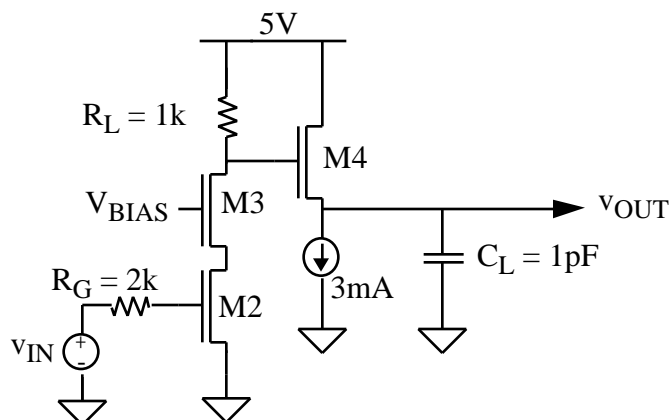 5V
R_L = 1k
M4
V_BIAS
M3
v_OUT
R_G = 2k
M2
3mA
C_L = 1pF
v_IN
+
-